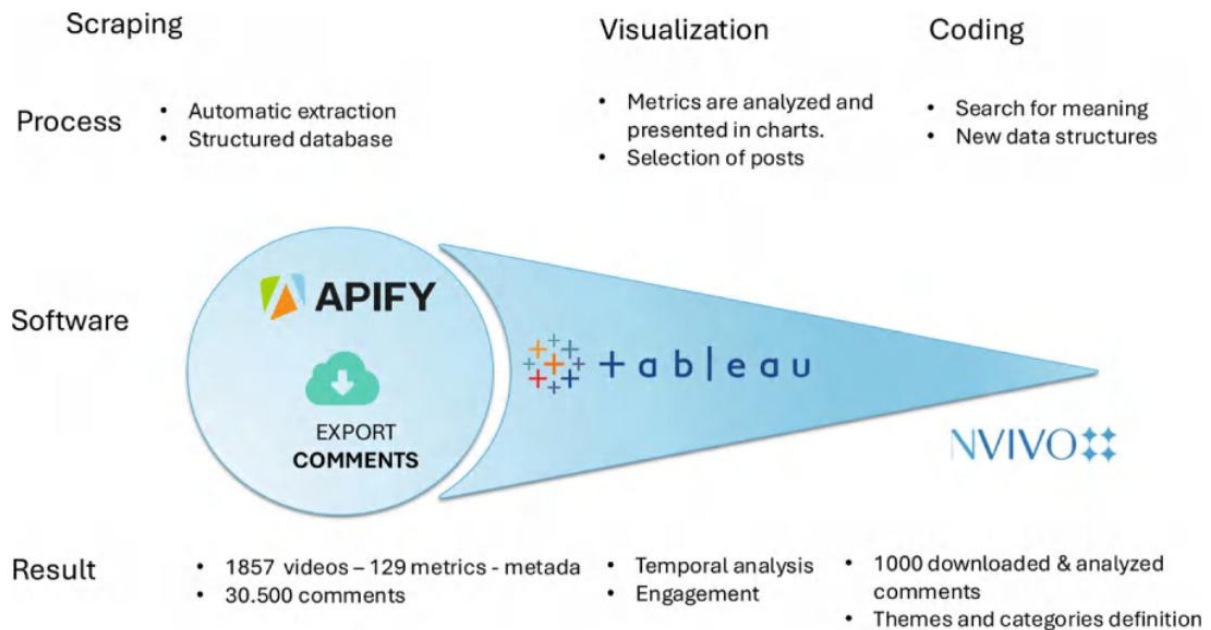 Scraping
Visualization
Coding
Process
• Automatic extraction
• Structured database
• Metrics are analyzed and
presented in charts.
• Selection of posts
• Search for meaning
• New data structures
Software
APIFY
EXPORT
COMMENTS
+ableau
NVIVO
Result
• 1857 videos – 129 metrics - metada
• 30.500 comments
• Temporal analysis
• Engagement
• 1000 downloaded & analyzed
comments
• Themes and categories definition